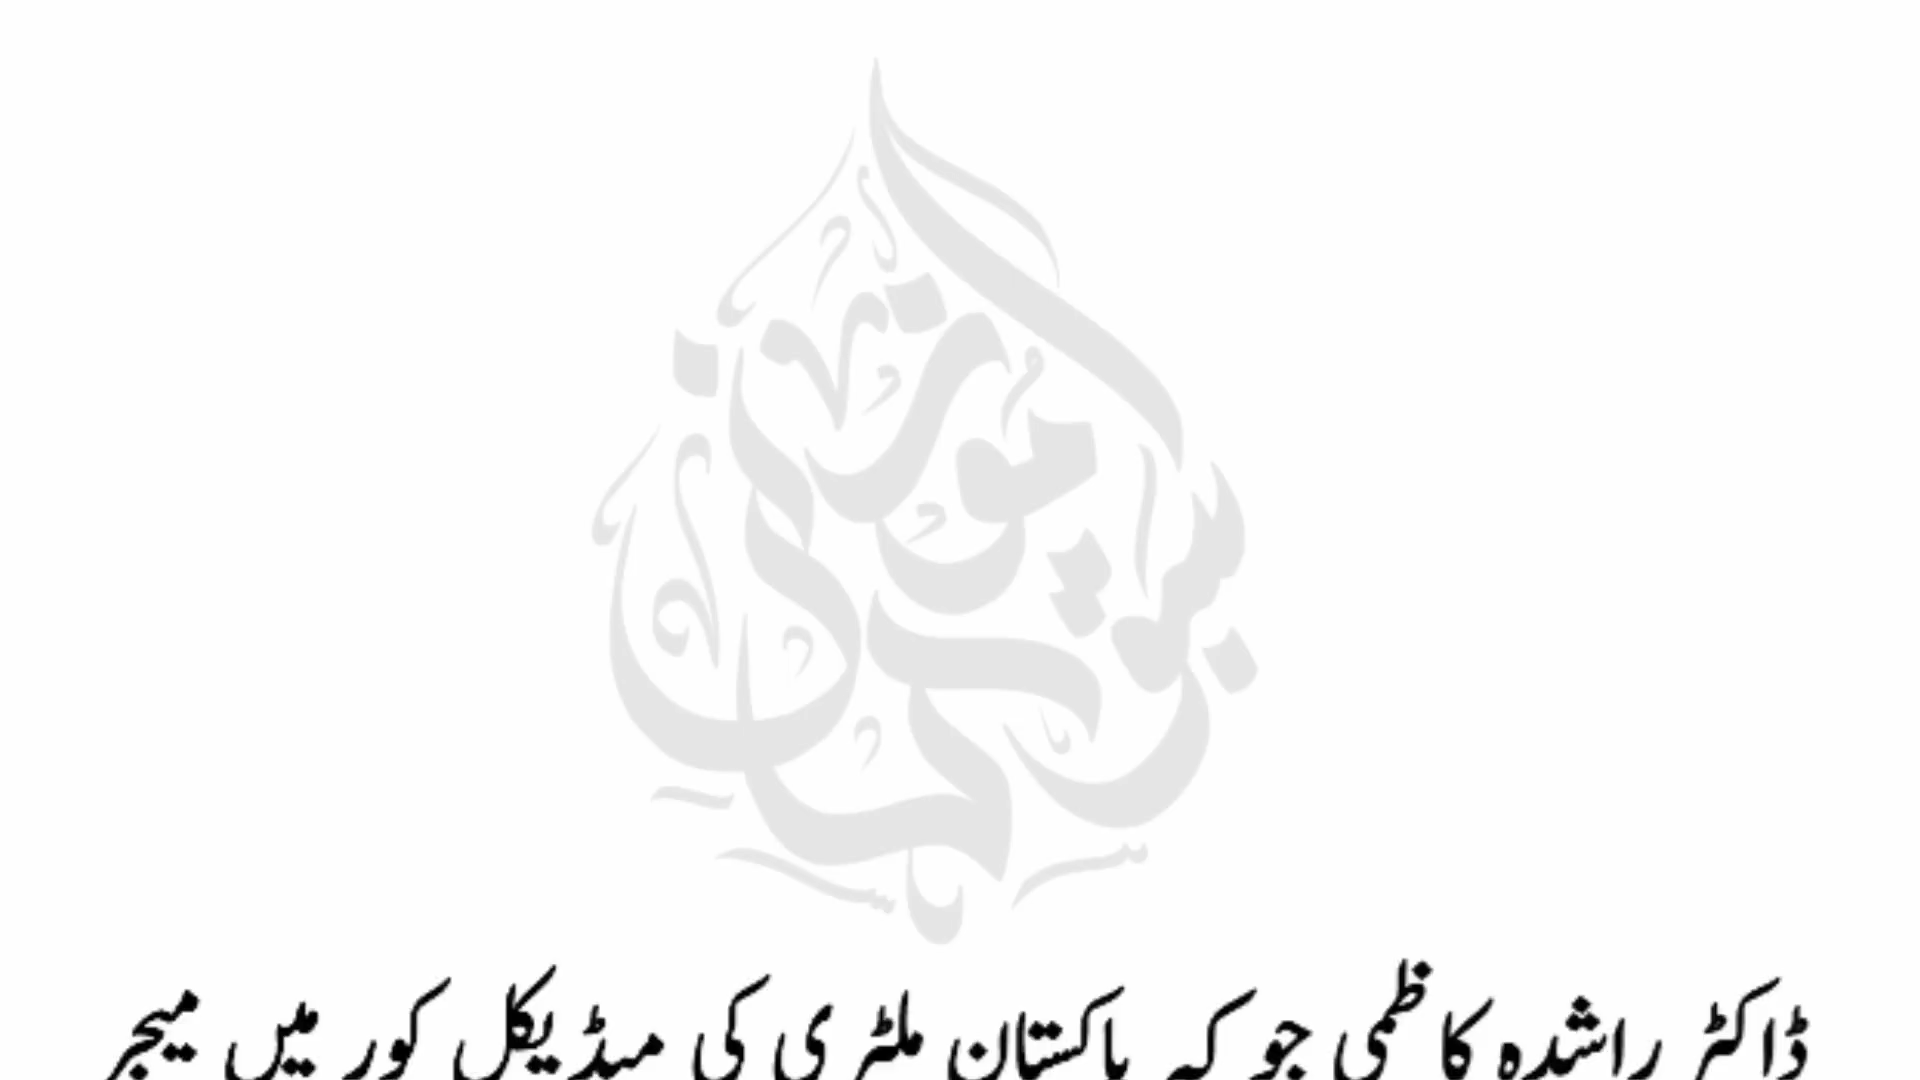 ڈاکٹر راشدہ کاظمی جو کہ پاکستان ملٹری کی میڈیکل کور میں میجر